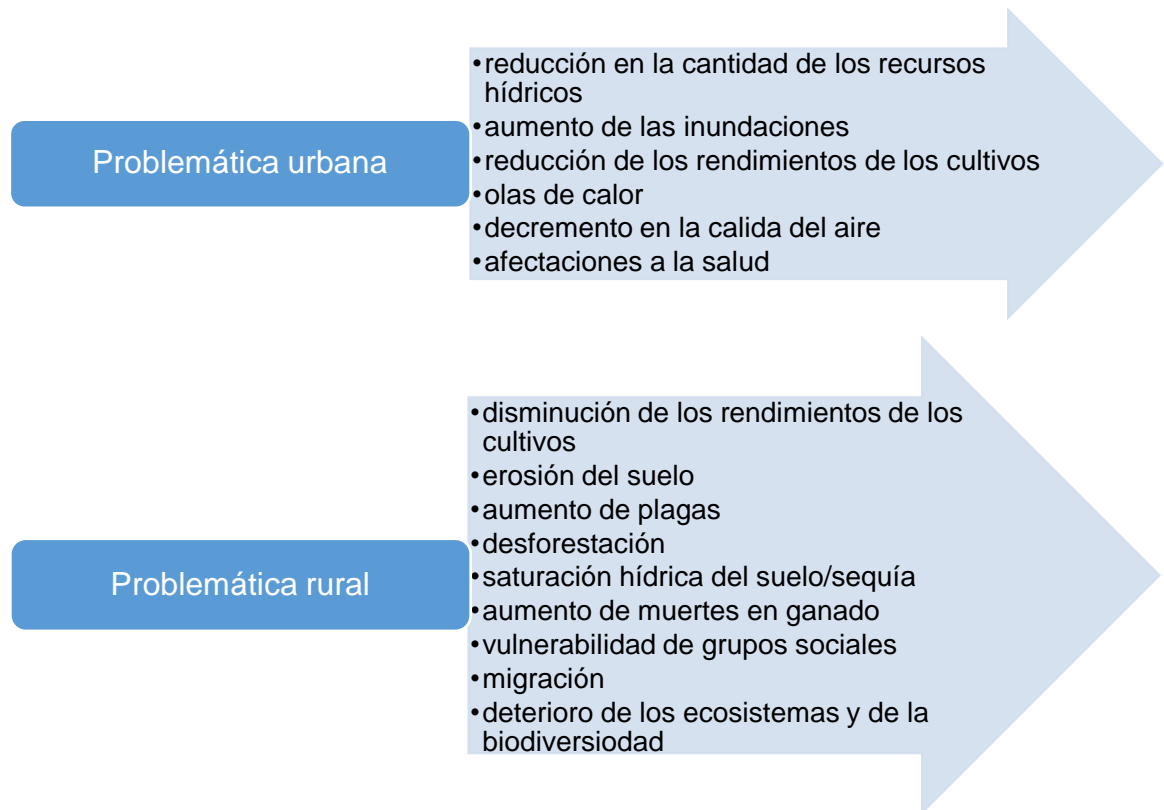 Problemática urbana
•reducción en la cantidad de los recursos
hídricos
•aumento de las inundaciones
•reducción de los rendimientos de los cultivos
•olas de calor
•decremento en la calida del aire
•afectaciones a la salud
Problemática rural
•disminución de los rendimientos de los
cultivos
•erosión del suelo
•aumento de plagas
•desforestación
•saturación hídrica del suelo/sequía
•aumento de muertes en ganado
•vulnerabilidad de grupos sociales
•migración
•deterioro de los ecosistemas y de la
biodiversiodad